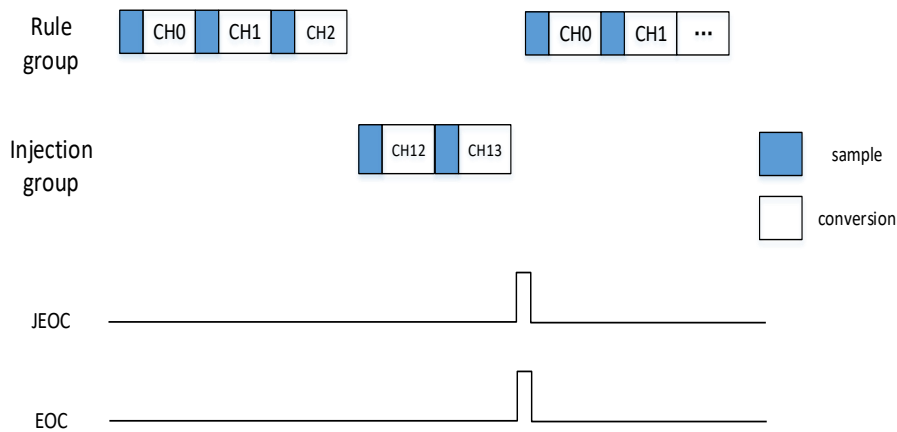 Rule
group
CH0 CH1 CH2
CH0 CH1 ...
Injection
group
CH12 CH13
sample
conversion
JEOC
EOC